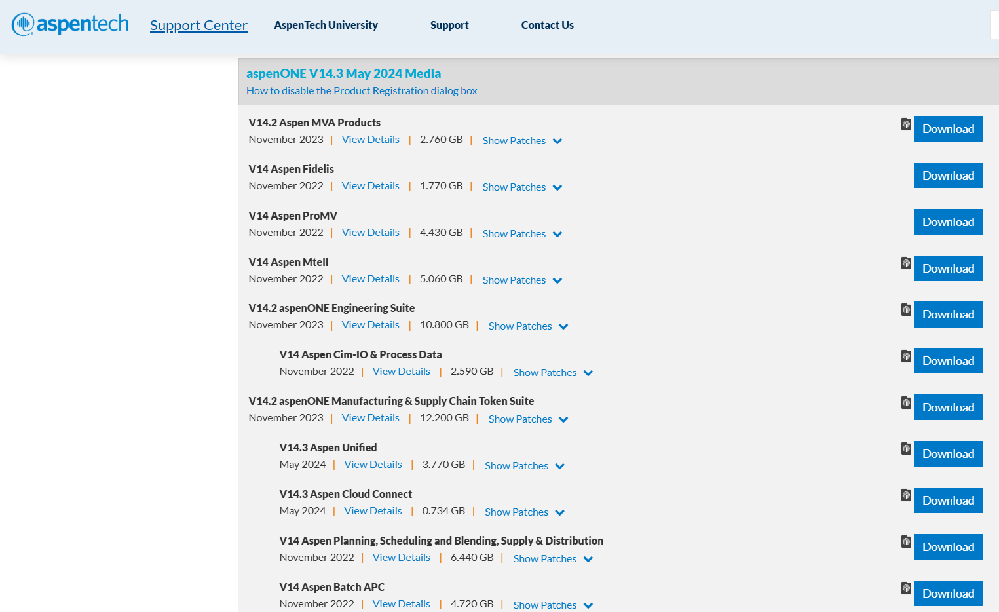 aspentech
Support Center
AspenTech University
Support
Contact Us
aspenONE V14.3 May 2024 Media
How to disable the Product Registration dialog box
V14.2 Aspen MVA Products
November 2023 | View Details | 2.760 GB | Show Patches
Download
V14 Aspen Fidelis
November 2022 | View Details | 1.770 GB | Show Patches
Download
V14 Aspen ProMV
November 2022 | View Details | 4.430 GB | Show Patches
Download
V14 Aspen Mtell
November 2022 | View Details | 5.060 GB | Show Patches
Download
V14.2 aspenONE Engineering Suite
November 2023 | View Details | 10.800 GB | Show Patches
Download
V14 Aspen Cim-IO & Process Data
November 2022 | View Details | 2.590 GB | Show Patches
Download
V14.2 aspenONE Manufacturing & Supply Chain Token Suite
November 2023 | View Details | 12.200 GB | Show Patches
Download
V14.3 Aspen Unified
May 2024 | View Details | 3.770 GB | Show Patches
Download
V14.3 Aspen Cloud Connect
May 2024 | View Details | 0.734 GB | Show Patches
Download
V14 Aspen Planning, Scheduling and Blending, Supply & Distribution
November 2022 | View Details | 6.440 GB | Show Patches
Download
V14 Aspen Batch APC
November 2022 | View Details | 4.720 GB | Show Patches
Download